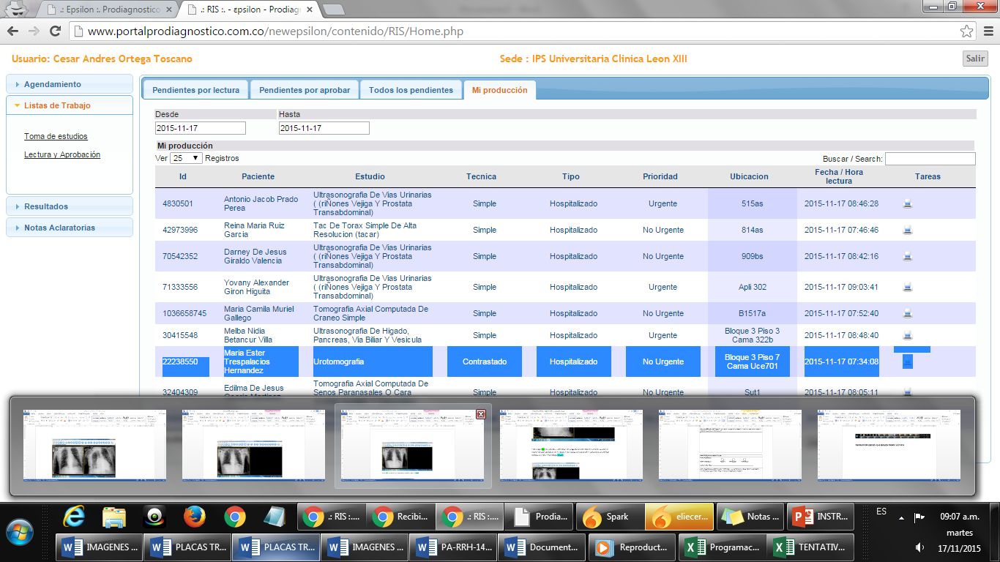 .: Epsilon :. Prodiagnostico
.: RIS :. - εpsilon - Prodiag
www.portalprodiagnostico.com.co/newepsilon/contenido/RIS/Home.php
Usuario: Cesar Andres Ortega Toscano
Sede : IPS Universitaria Clinica Leon XIII
Salir
Agendamiento
Listas de Trabajo
Toma de estudios
Lectura y Aprobación
Resultados
Notas Aclaratorias
Pendientes por lectura
Pendientes por aprobar
Todos los pendientes
Mi producción
Desde
Hasta
2015-11-17
2015-11-17
Mi producción
Ver 25 Registros
Buscar / Search:
Id
Paciente
Estudio
Tecnica
Tipo
Prioridad
Ubicacion
Fecha / Hora
lectura
Tareas
4830501
Antonio Jacob Prado
Perea
Ultrasonografia De Vias Urinarias
( (riÑones Vejiga Y Prostata
Transabdominal)
Simple
Hospitalizado
Urgente
515as
2015-11-17 08:46:28
42973996
Reina Maria Ruiz
Garcia
Tac De Torax Simple De Alta
Resolucion (tacar)
Simple
Hospitalizado
No Urgente
814as
2015-11-17 07:46:46
70542352
Darney De Jesus
Giraldo Valencia
Ultrasonografia De Vias Urinarias
( (riÑones Vejiga Y Prostata
Transabdominal)
Simple
Hospitalizado
No Urgente
909bs
2015-11-17 08:42:16
71333556
Yovany Alexander
Giron Higuita
Ultrasonografia De Vias Urinarias
( (riÑones Vejiga Y Prostata
Transabdominal)
Simple
Hospitalizado
Urgente
Apli 302
2015-11-17 09:03:41
1036658745
Maria Camila Muriel
Gallego
Tomografia Axial Computada De
Craneo Simple
Simple
Hospitalizado
No Urgente
B1517a
2015-11-17 07:52:40
30415548
Melba Nidia
Betancur Villa
Ultrasonografia De Higado,
Pancreas, Via Biliar Y Vesicula
Simple
Hospitalizado
Urgente
Bloque 3 Piso 3
Cama 322b
2015-11-17 08:48:40
22238550
Maria Ester
Trespalacios
Hernandez
Urotomografia
Contrastado
Hospitalizado
No Urgente
Bloque 3 Piso 7
Cama Uce701
2015-11-17 07:34:08
32404309
Edilma De Jesus
Tomografia Axial Computada De
Senos Paranasales O Cara
Simple
Hospitalizado
No Urgente
Sut1
2015-11-17 08:05:11
.: RIS :....
Recibi...
.: RIS :....
Prodia...
Spark
eliecer...
Notas ...
INSTR...
ES
09:07 a.m.
IMAGENES ...
PLACAS TR...
PLACAS TR...
IMAGENES ...
PA-RRH-14...
Document...
Reproduct...
Programac...
TENTATIV...
martes
17/11/2015